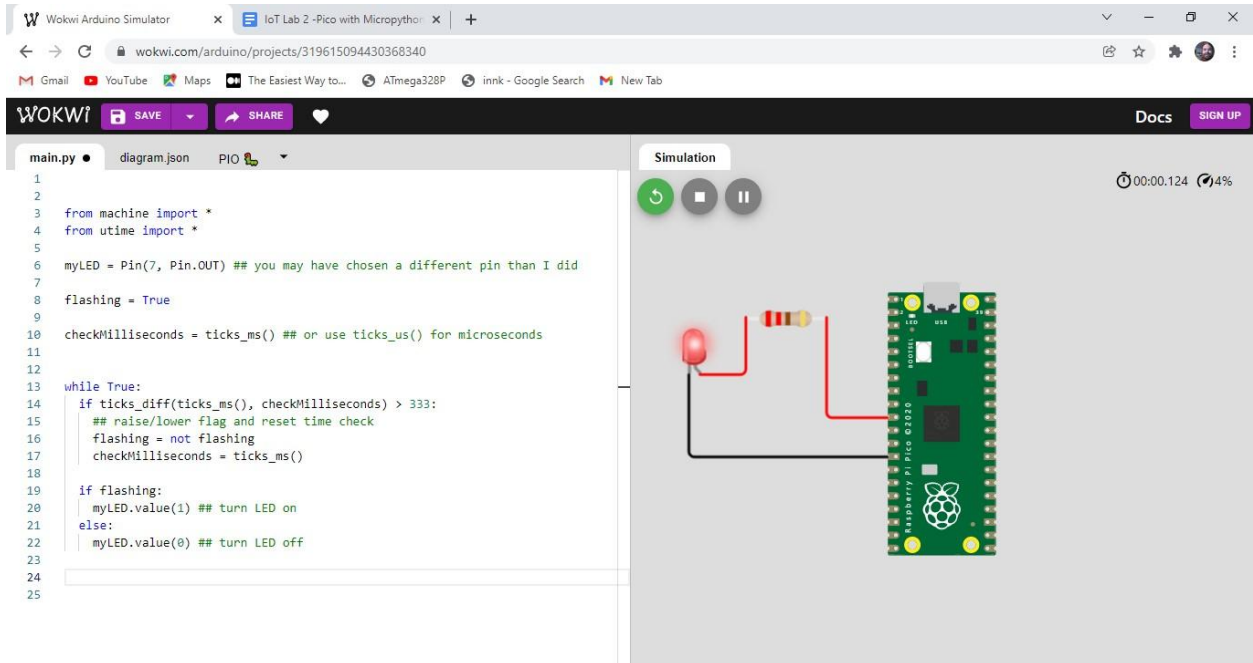 Wokwi Arduino Simulator
IoT Lab 2 -Pico with Micropython
wokwi.com/arduino/projects/319615094430368340
Gmail YouTube Maps The Easiest Way to... ATmega328P innk - Google Search New Tab
WOKWI SAVE SHARE Docs SIGN UP
main.py diagram.json PIO
1
2
3 from machine import *
4 from utime import *
5
6 myLED = Pin(7, Pin.OUT) ## you may have chosen a different pin than I did
7
8 flashing = True
9
10 checkMilliseconds = ticks_ms() ## or use ticks_us() for microseconds
11
12
13 while True:
14 if ticks_diff(ticks_ms(), checkMilliseconds) > 333:
15 ## raise/lower flag and reset time check
16 flashing = not flashing
17 checkMilliseconds = ticks_ms()
18
19 if flashing:
20 myLED.value(1) ## turn LED on
21 else:
22 myLED.value(0) ## turn LED off
23
24
25
Simulation
00:00.124 4%
LED USB
BOOTSEL
Raspberry Pi Pico ©2020